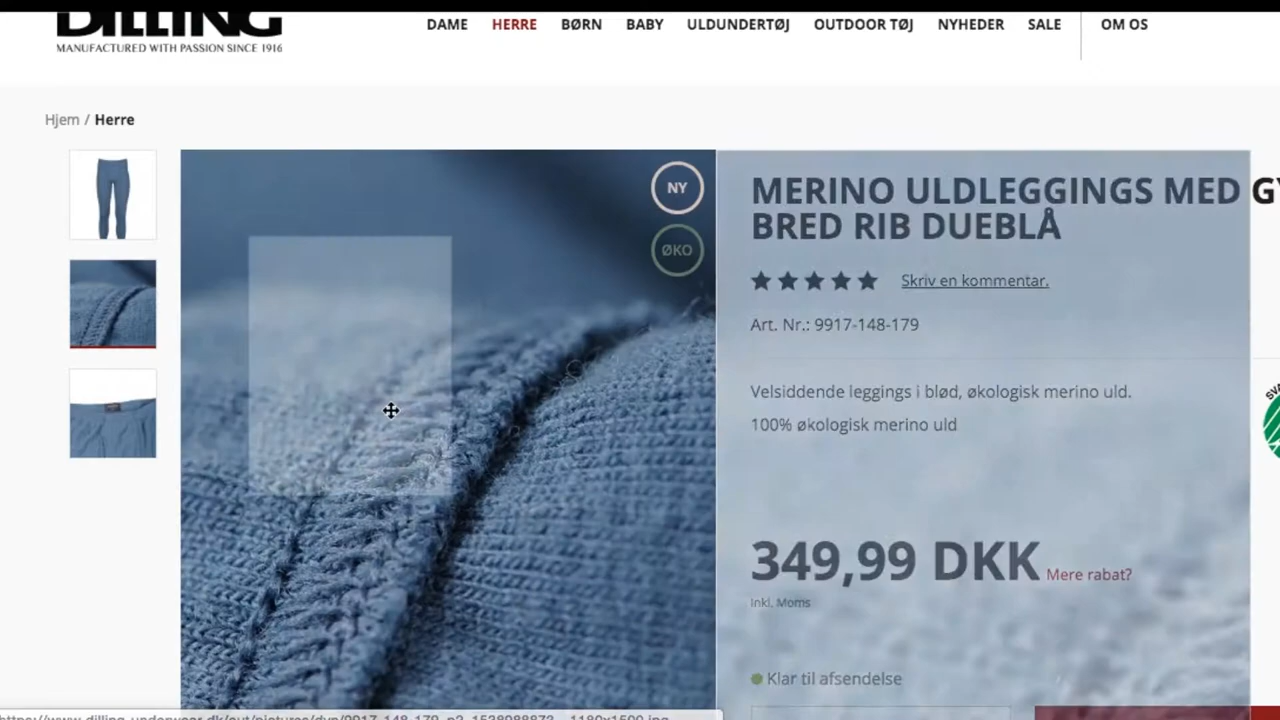 DILLING
MANUFACTURED WITH PASSION SINCE 1916
DAME HERRE BØRN BABY ULDUNDERTØJ OUTDOOR TØJ NYHEDER SALE OM OS
Hjem / Herre
NY
ØKO
MERINO ULDLEGGINGS MED
BRED RIB DUEBLÅ
Skriv en kommentar.
Art. Nr.: 9917-148-179
Velsiddende leggings i blød, økologisk merino uld.
100% økologisk merino uld
349,99 DKK Mere rabat?
Inkl. Moms
Klar til afsendelse